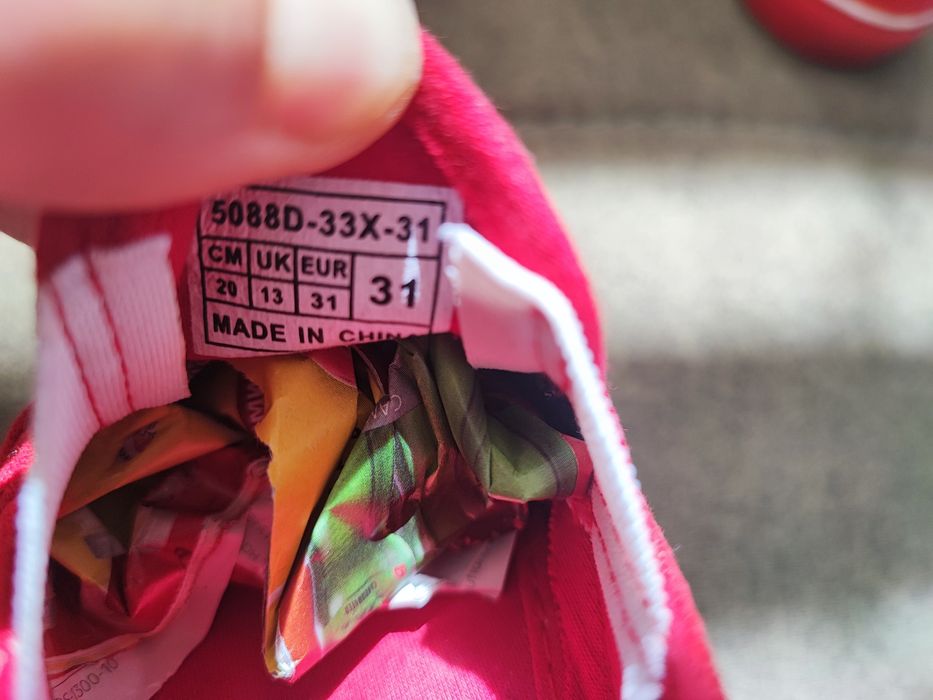 5088D-33X-31
CM UK EUR 31
20 13 31
MADE IN CHINA